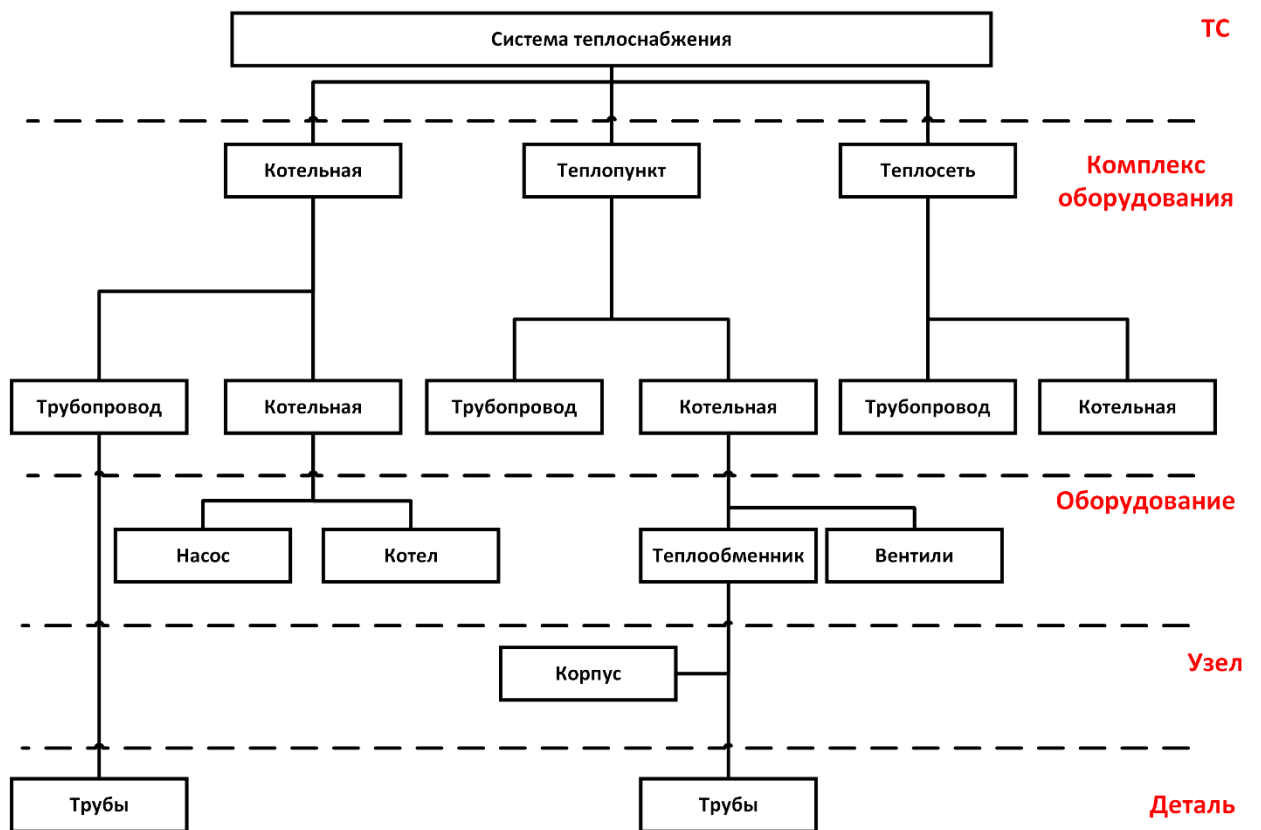 Система теплоснабжения
ТС
Котельная
Теплопункт
Теплосеть
Комплекс
оборудования
Трубопровод
Котельная
Трубопровод
Котельная
Трубопровод
Котельная
Оборудование
Насос
Котел
Теплообменник
Вентили
Узел
Корпус
Трубы
Трубы
Деталь